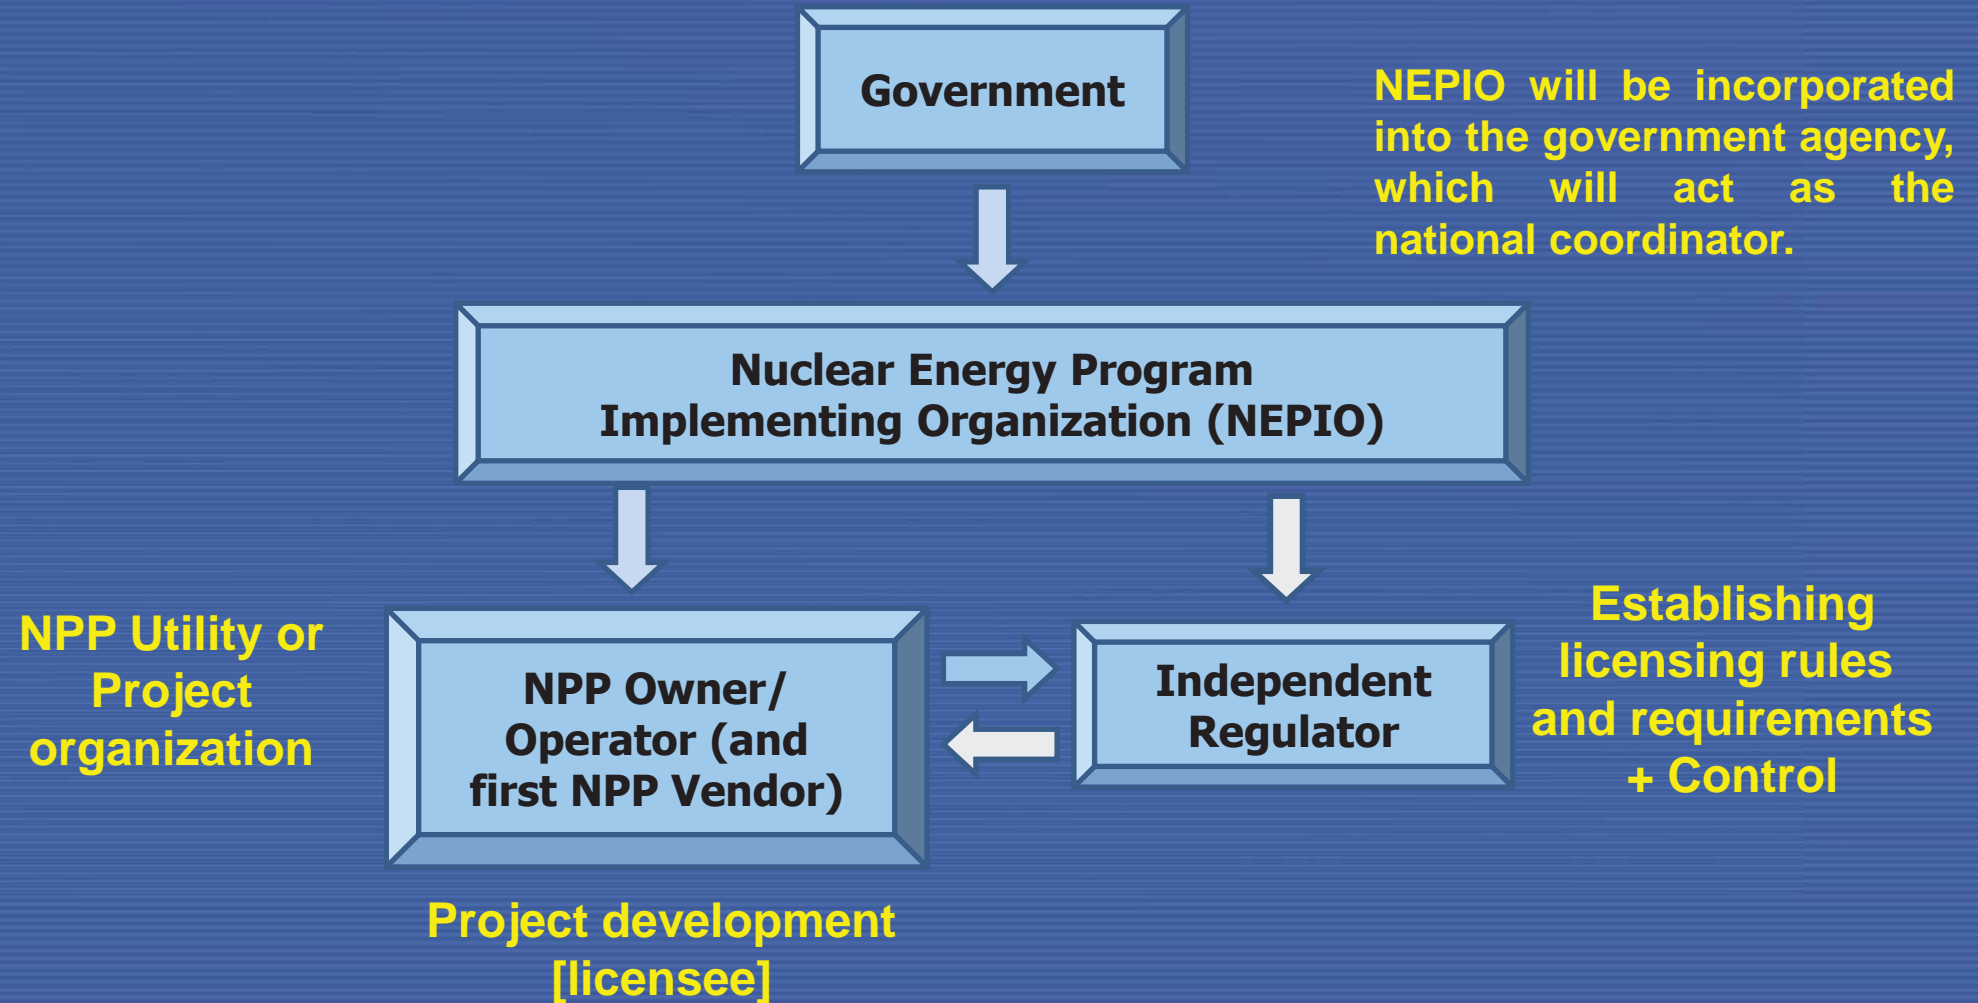 Government
NEPIO will be incorporated
into the government agency,
which will act as the
national coordinator.
Nuclear Energy Program
Implementing Organization (NEPIO)
NPP Utility or
Project
organization
NPP Owner/
Operator (and
first NPP Vendor)
Independent
Regulator
Establishing
licensing rules
and requirements
+ Control
Project development
[licensee]